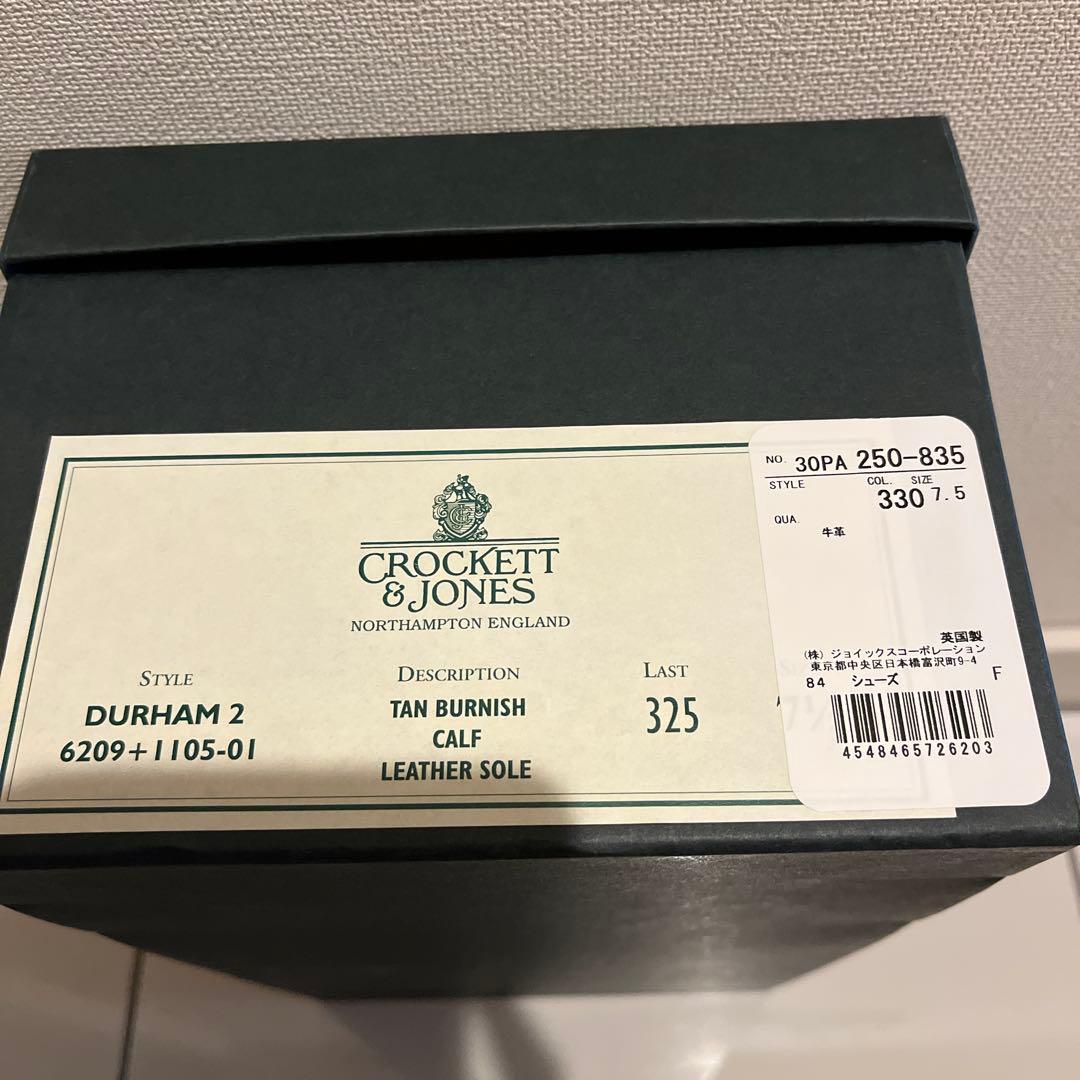 CROCKETT
& JONES
NORTHAMPTON ENGLAND
STYLE
DURHAM 2
6209+1105-01
DESCRIPTION
TAN BURNISH
CALF
LEATHER SOLE
LAST
325
NO. 30PA 250-835
STYLE COL. SIZE
330 7.5
QUA.
牛革
英国製
(株) ジョイックスコーポレーション
東京都中央区日本橋富沢町9-4
84 シューズ F
4548465726203